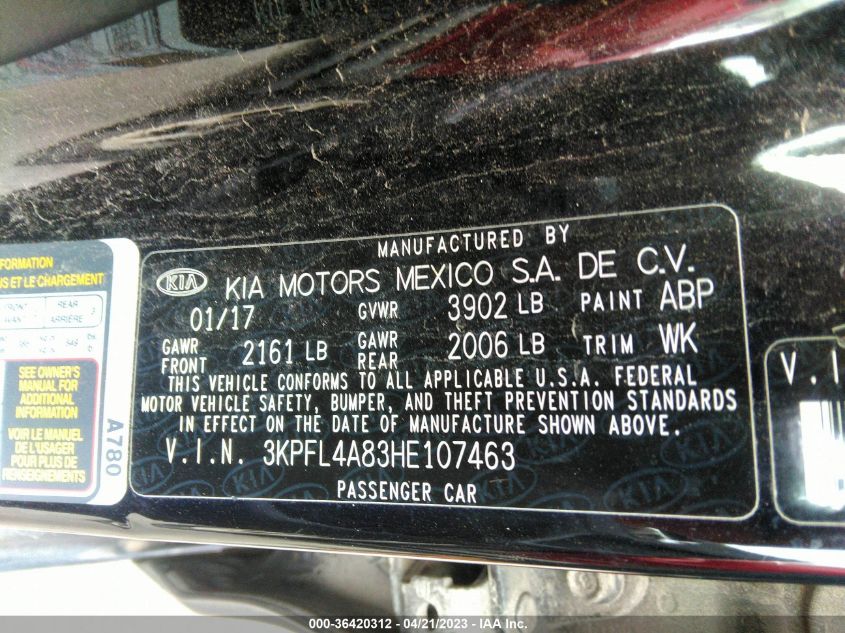 MANUFACTURED BY
KIA KIA MOTORS MEXICO S.A. DE C.V.
01/17 GVWR 3902 LB PAINT ABP
GAWR FRONT 2161 LB GAWR REAR 2006 LB TRIM WK
THIS VEHICLE CONFORMS TO ALL APPLICABLE U.S.A. FEDERAL
MOTOR VEHICLE SAFETY, BUMPER, AND THEFT PREVENTION STANDARDS
IN EFFECT ON THE DATE OF MANUFACTURE SHOWN ABOVE.
V.I.N. 3KPFL4A83HE107463
PASSENGER CAR
US ET LE CHARGEMENT
REAR
ARRIÈRE
SEE OWNER'S
MANUAL FOR
ADDITIONAL
INFORMATION
VOIR LE MANUEL
DE L'USAGER
POUR PLUS DE
RENSEIGNEMENTS
A780
V.I
000-36420312 - 04/21/2023 - IAA Inc.